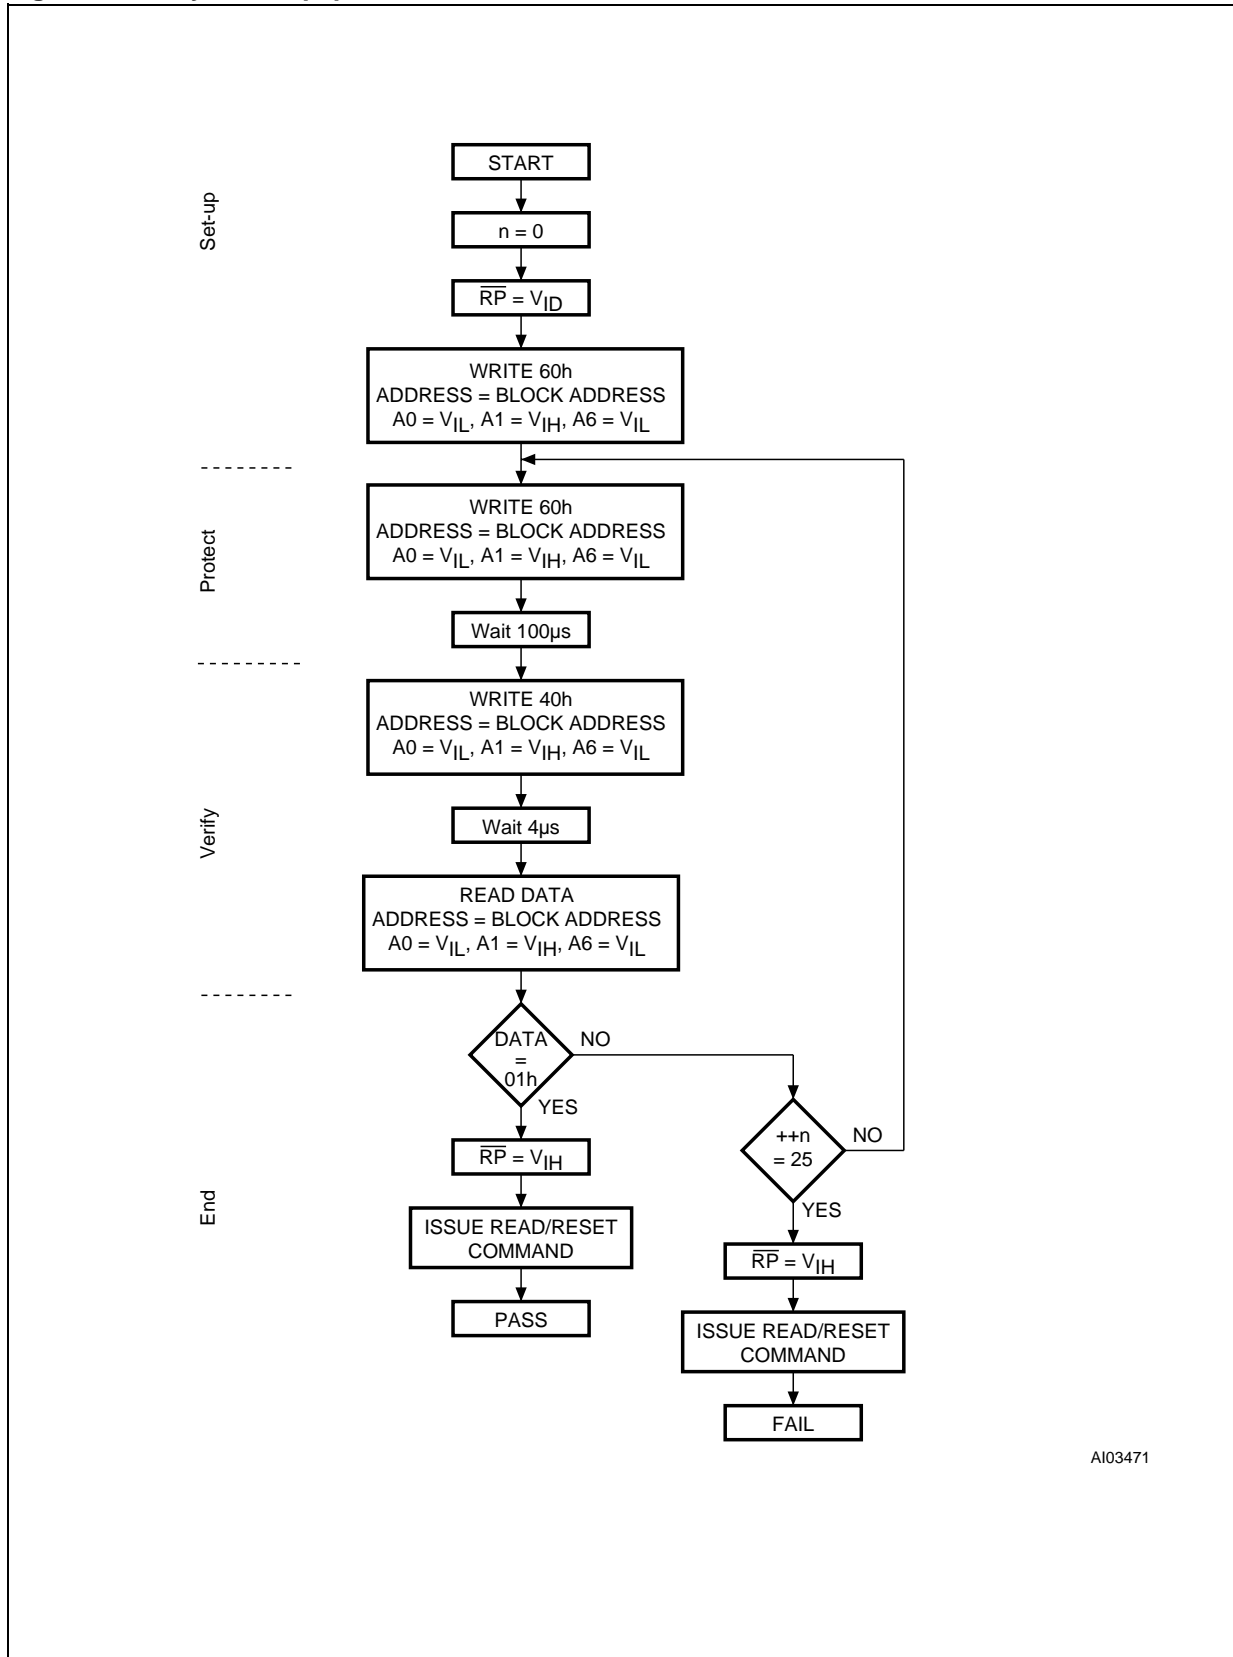 Set-up
START
n = 0
RP = VID
WRITE 60h
ADDRESS = BLOCK ADDRESS
A0 = VIL, A1 = VIH, A6 = VIL
Protect
WRITE 60h
ADDRESS = BLOCK ADDRESS
A0 = VIL, A1 = VIH, A6 = VIL
Wait 100µs
Verify
WRITE 40h
ADDRESS = BLOCK ADDRESS
A0 = VIL, A1 = VIH, A6 = VIL
Wait 4µs
READ DATA
ADDRESS = BLOCK ADDRESS
A0 = VIL, A1 = VIH, A6 = VIL
End
DATA
=
01h
NO
YES
RP = VIH
ISSUE READ/RESET
COMMAND
PASS
++n
= 25
NO
YES
RP = VIH
ISSUE READ/RESET
COMMAND
FAIL
AI03471